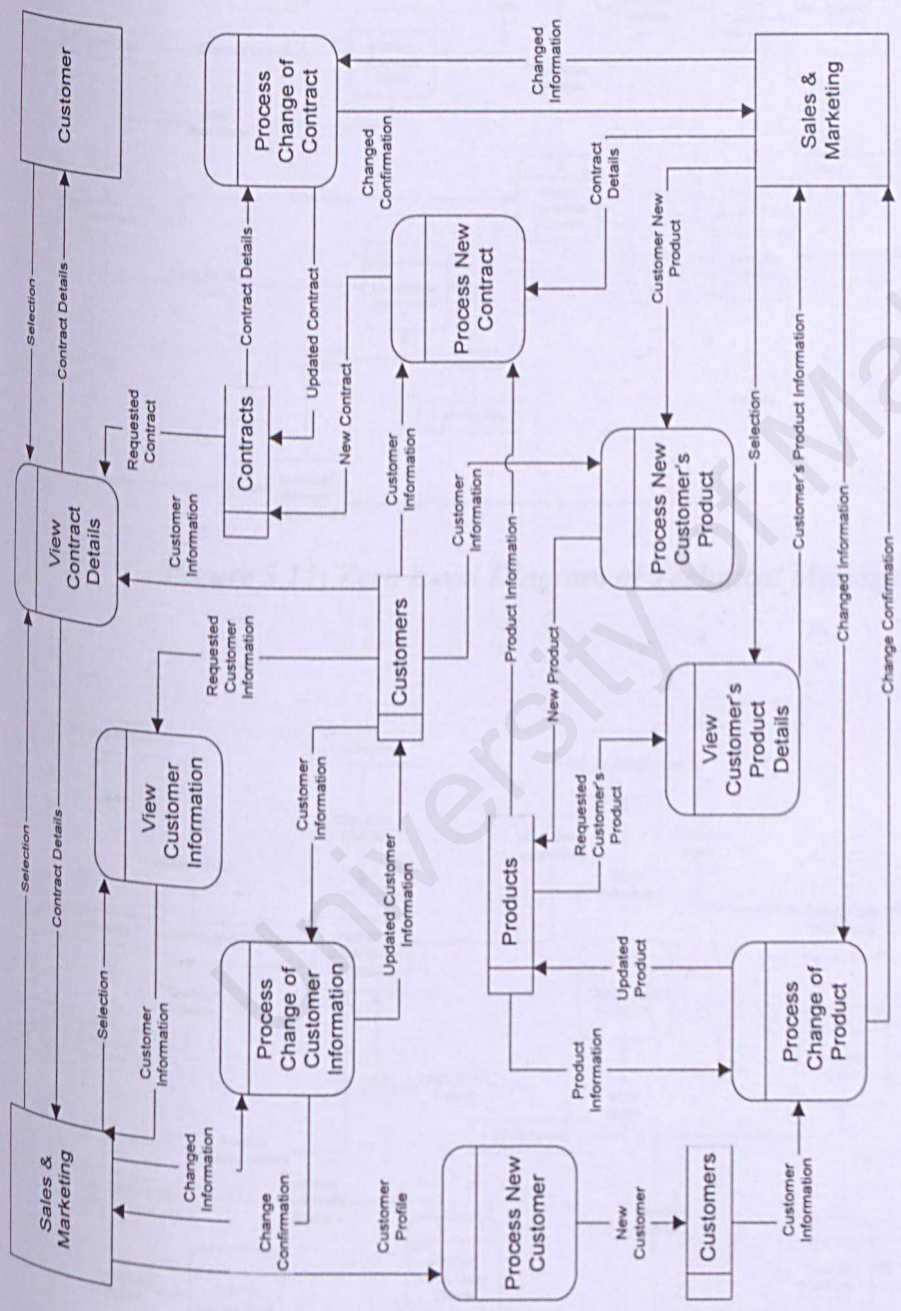 Sales &
Marketing
Selection
Contract Details
Selection
Customer
Information
Changed
Information
Change
Confirmation
Customer
Profile
View
Contract
Details
Selection
Contract Details
Customer
View
Customer
Information
Requested
Customer
Information
Customer
Information
Requested
Contract
Contracts
Contract Details
Updated Contract
New Contract
Process
Change of
Contract
Changed
Information
Changed
Confirmation
Process
Change of
Customer
Information
Customer
Information
Updated Customer
Information
Customers
Customer
Information
Customer
Information
Process New
Contract
Contract
Details
Process New
Customer
New
Customer
Customers
Customer
Information
Products
Product
Information
Updated
Product
Requested
Customer's
Product
New Product
Product Information
Process New
Customer's
Product
Customer New
Product
View
Customer's
Product
Details
Selection
Customer's Product Information
Process
Change of
Product
Changed Information
Change Confirmation
Sales &
Marketing
University of